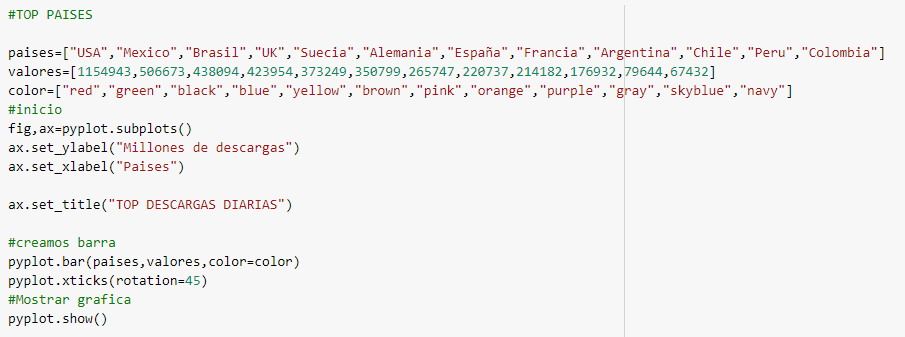 #TOP PAISES
paises=["USA","Mexico","Brasil","UK","Suecia","Alemania","España","Francia","Argentina","Chile","Peru","Colombia"]
valores=[1154943,506673,438094,423954,373249,350799,265747,220737,214182,176932,79644,67432]
color=["red","green","black","blue","yellow","brown","pink","orange","purple","gray","skyblue","navy"]
#inicio
fig,ax=pyplot.subplots()
ax.set_ylabel("Millones de descargas")
ax.set_xlabel("Paises")
ax.set_title("TOP DESCARGAS DIARIAS")
#creamos barra
pyplot.bar(paises,valores,color=color)
pyplot.xticks(rotation=45)
#Mostrar grafica
pyplot.show()